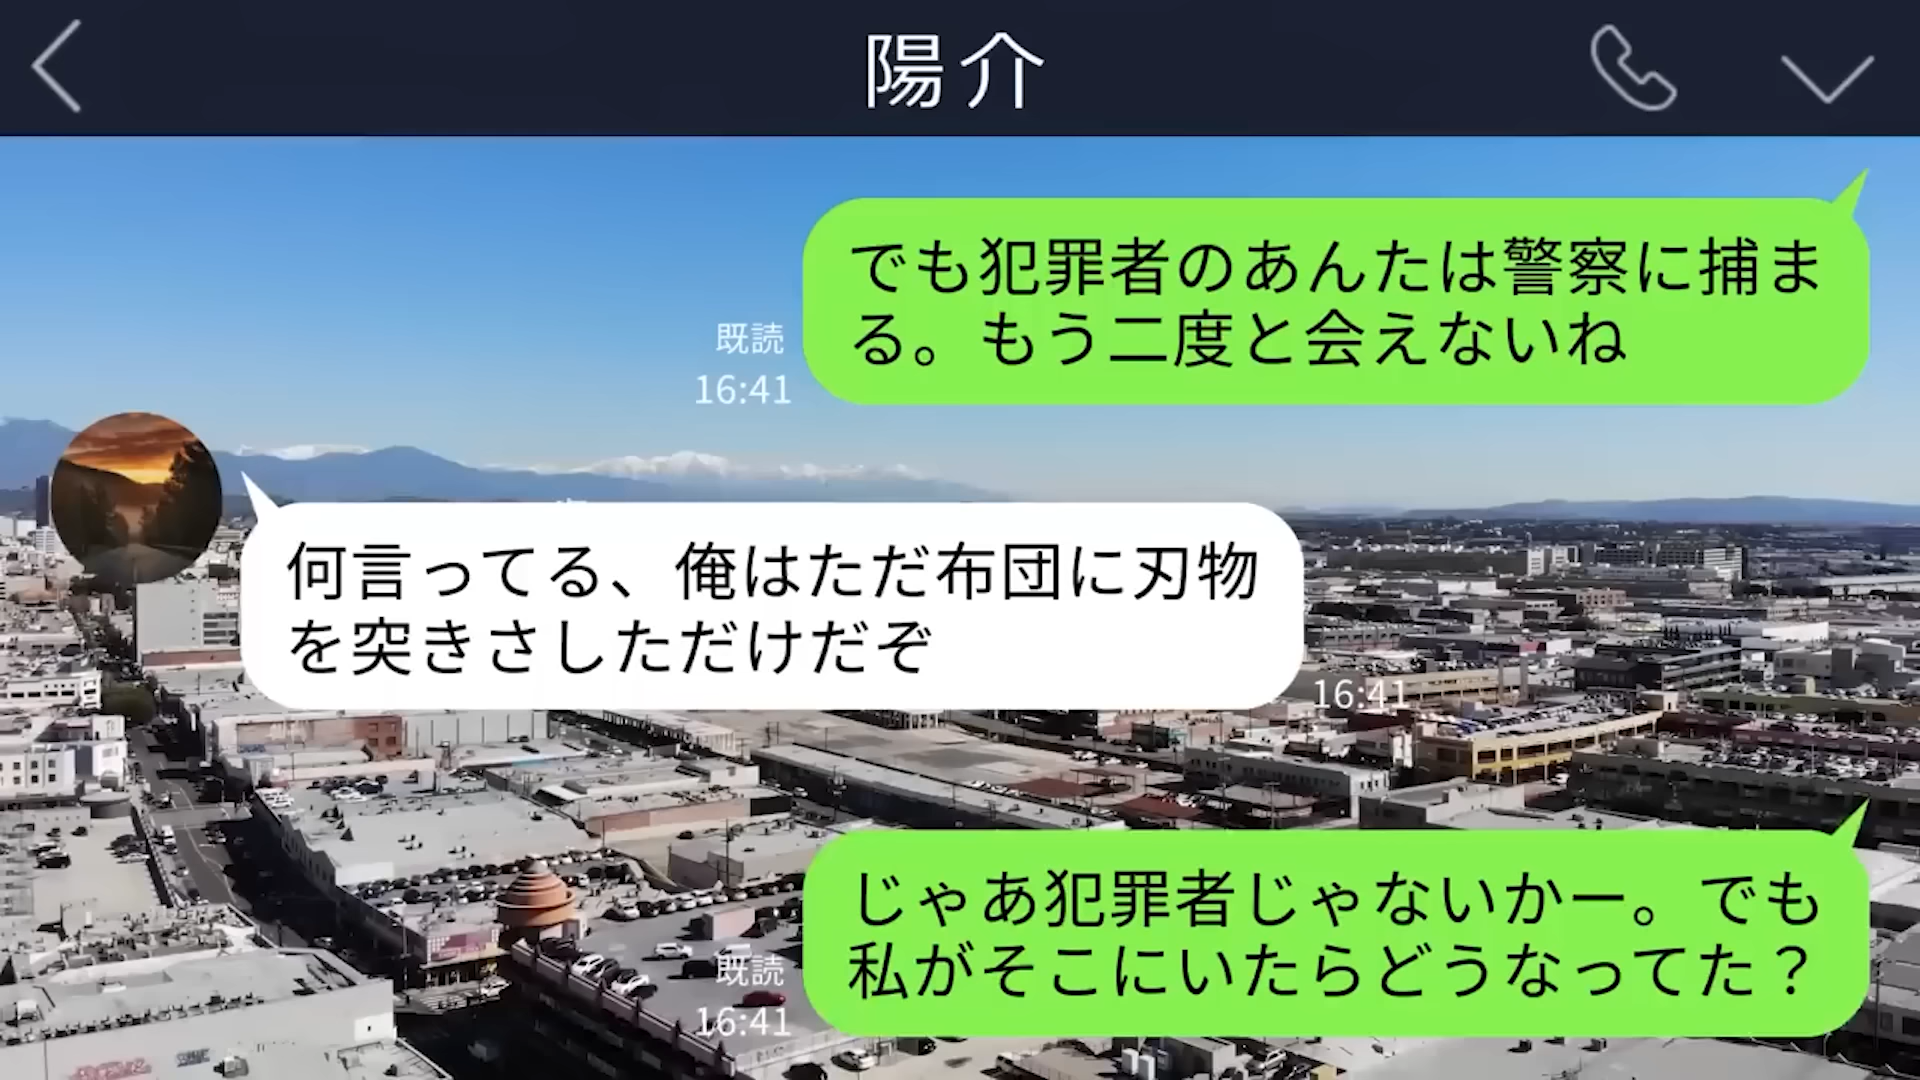 陽介
でも犯罪者のあんたは警察に捕ま
る。もう二度と会えないね
既読
16:41
何言ってる、俺はただ布団に刃物
を突きさしただけだぞ
16:41
じゃあ犯罪者じゃないかー。でも
私がそこにいたらどうなってた？
既読
16:41